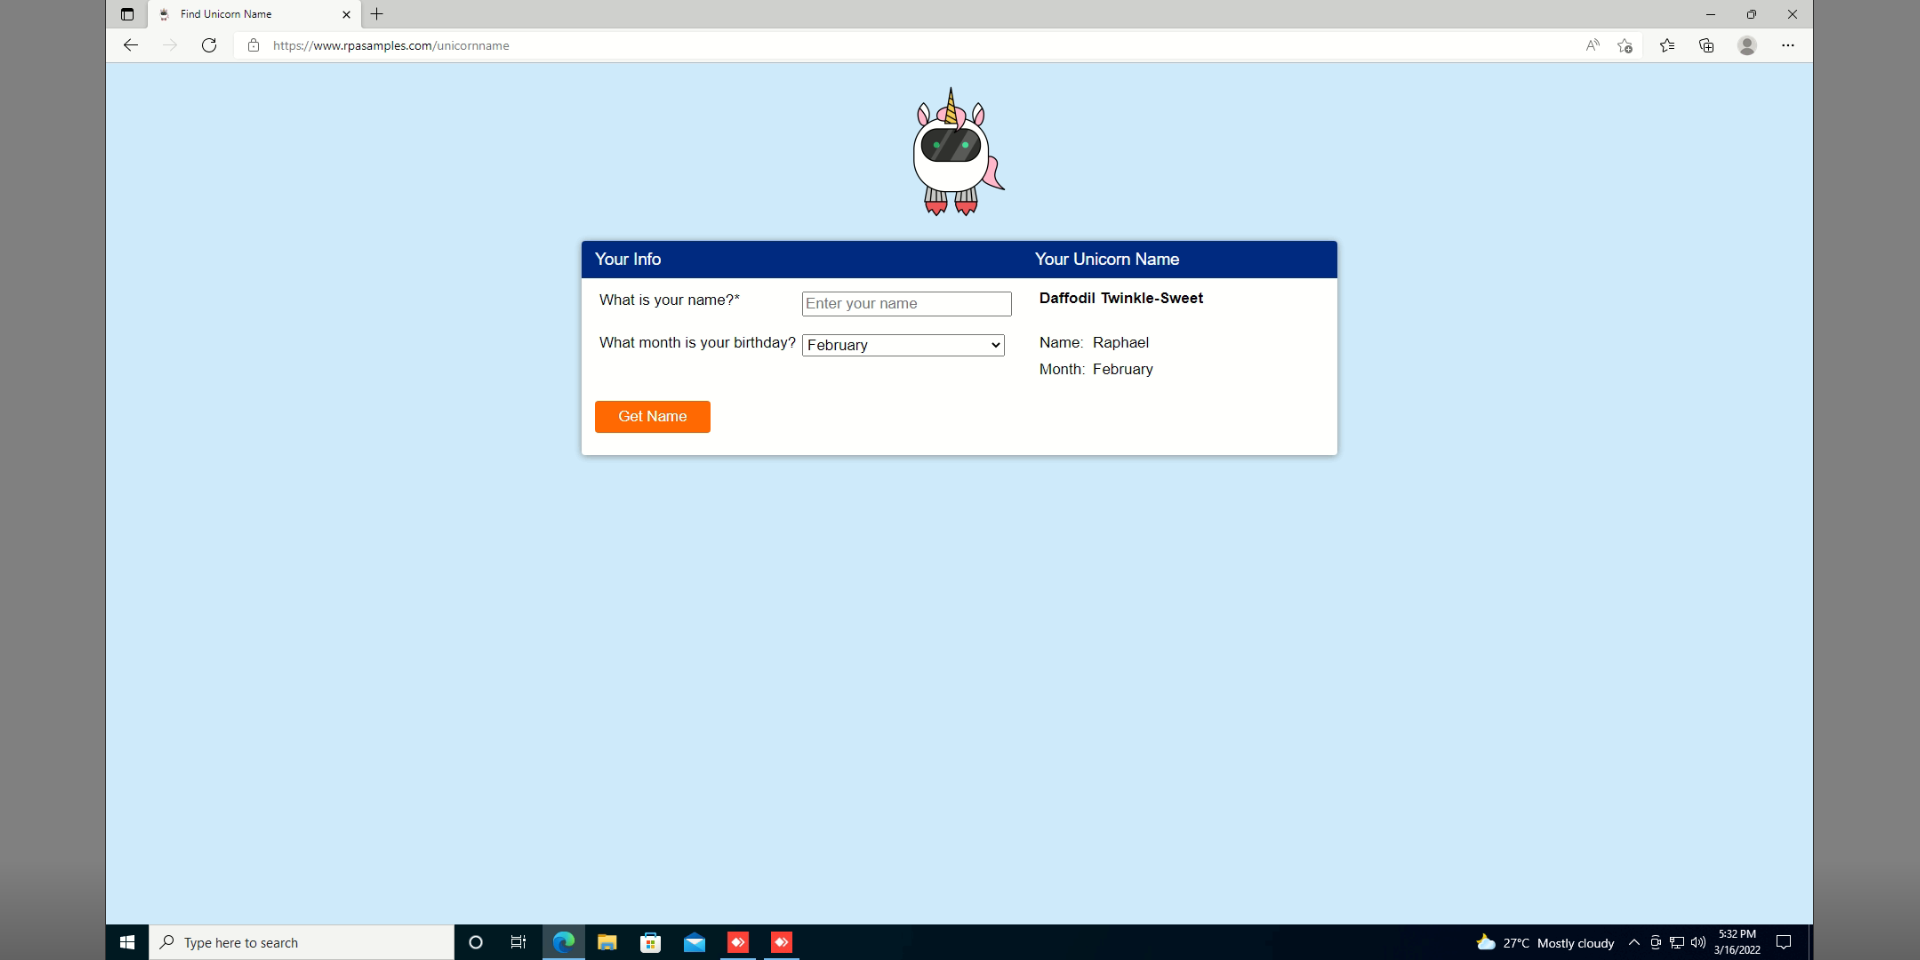 Find Unicorn Name
https://www.rpasamples.com/unicornname
Your Info
Your Unicorn Name
What is your name?*
Enter your name
Daffodil Twinkle-Sweet
What month is your birthday?
February
Name: Raphael
Month: February
Get Name
Type here to search
27°C Mostly cloudy
5:32 PM
3/16/2022